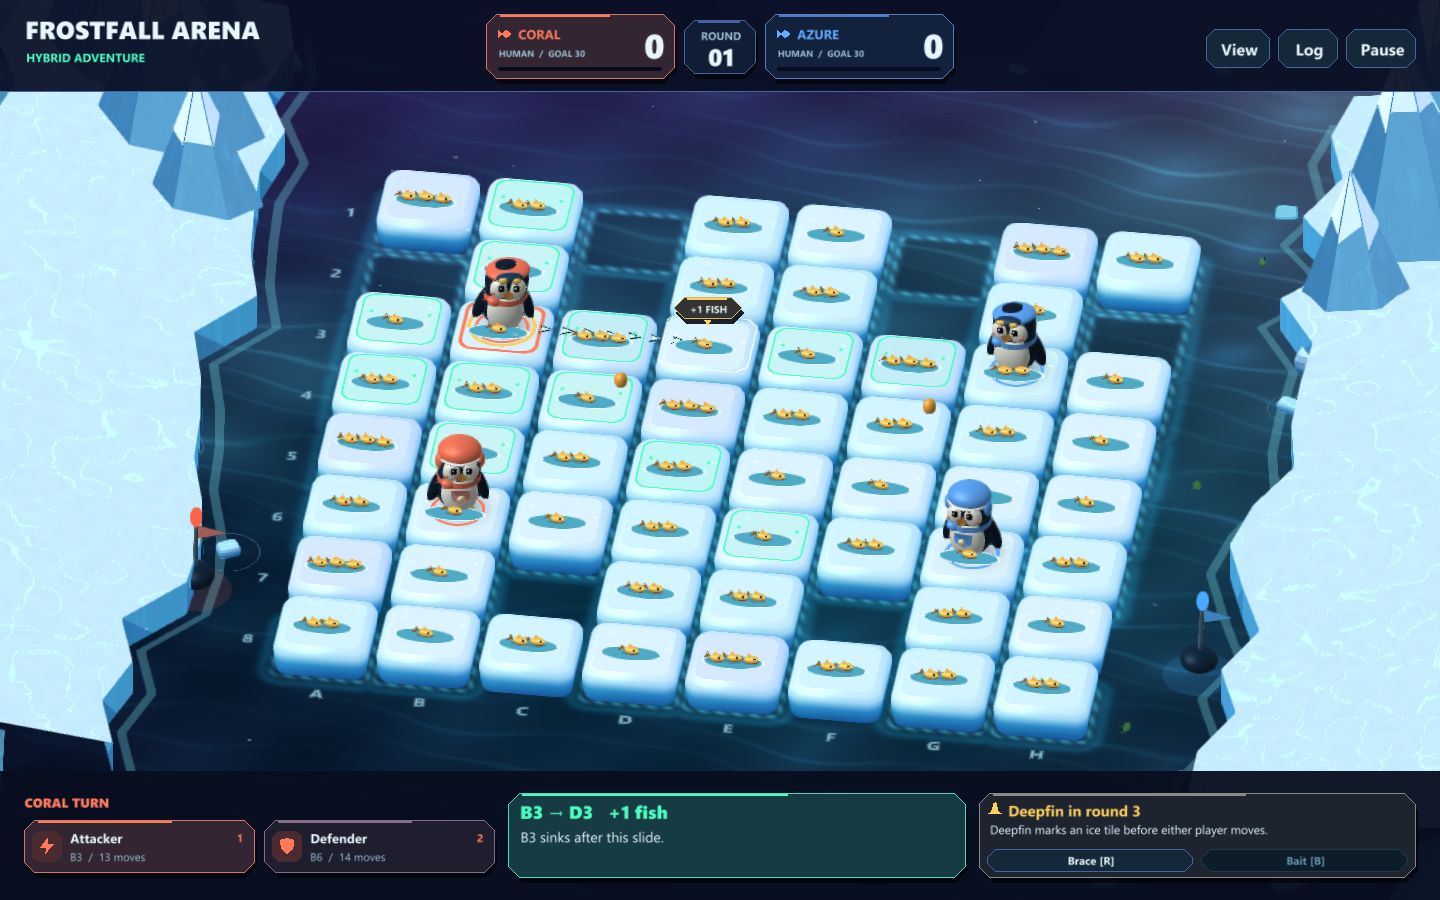 FROSTFALL ARENA
HYBRID ADVENTURE
CORAL
HUMAN / GOAL 30
0
ROUND
01
AZURE
HUMAN / GOAL 30
0
View
Log
Pause
1
2
3
4
5
6
7
8
+1 FISH
A
B
C
D
E
F
G
H
CORAL TURN
Attacker
1
B3 / 13 moves
Defender
2
B6 / 14 moves
B3 → D3 +1 fish
B3 sinks after this slide.
Deepfin in round 3
Deepfin marks an ice tile before either player moves.
Brace [R]
Bait [B]